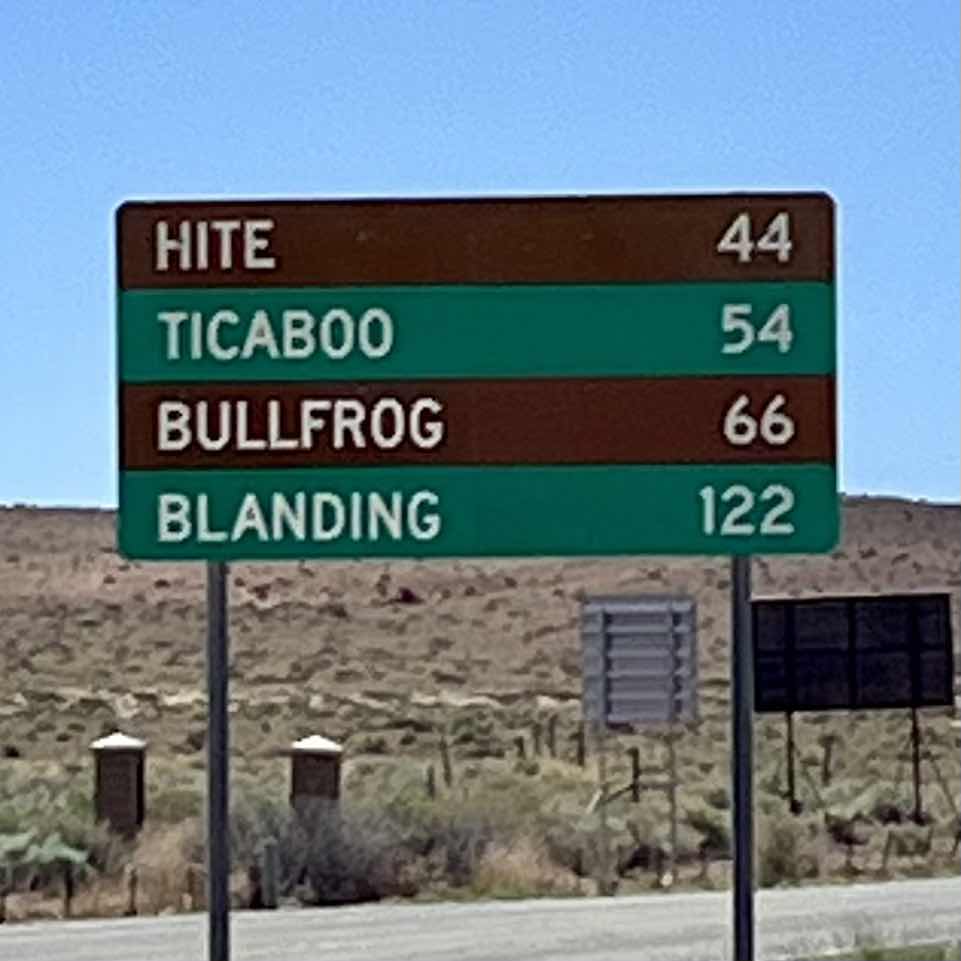 HITE 44
TICABOO 54
BULLFROG 66
BLANDING 122